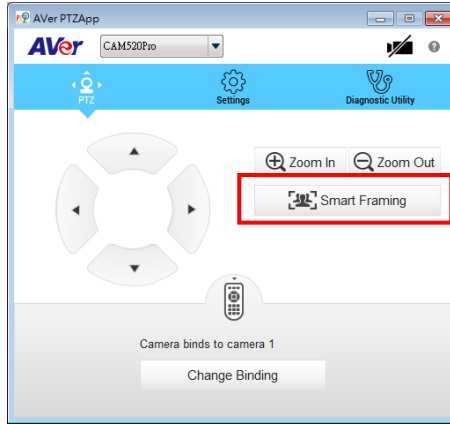 AVer PTZApp
AVer
CAM520Pro
PTZ
Settings
Diagnostic Utility
Zoom In
Zoom Out
Smart Framing
Camera binds to camera 1
Change Binding